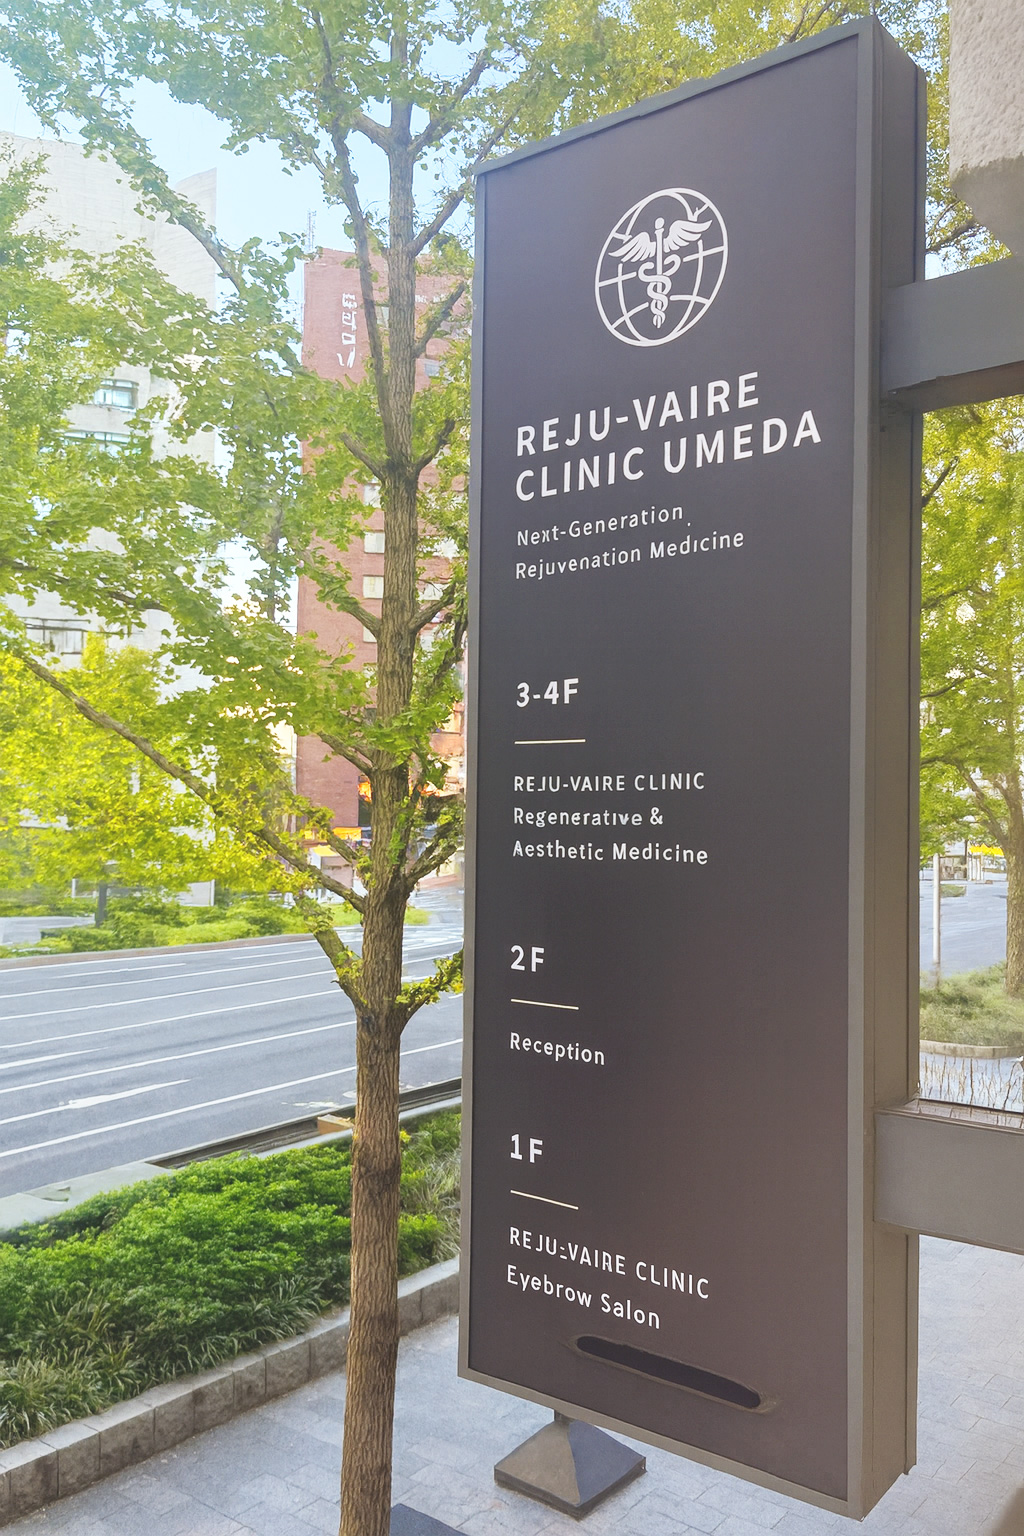 REJU-VAIRE
CLINIC UMEDA
Next-Generation
Rejuvenation Medicine
3-4F
REJU-VAIRE CLINIC
Regenerative &
Aesthetic Medicine
2F
Reception
1F
REJU-VAIRE CLINIC
Eyebrow Salon